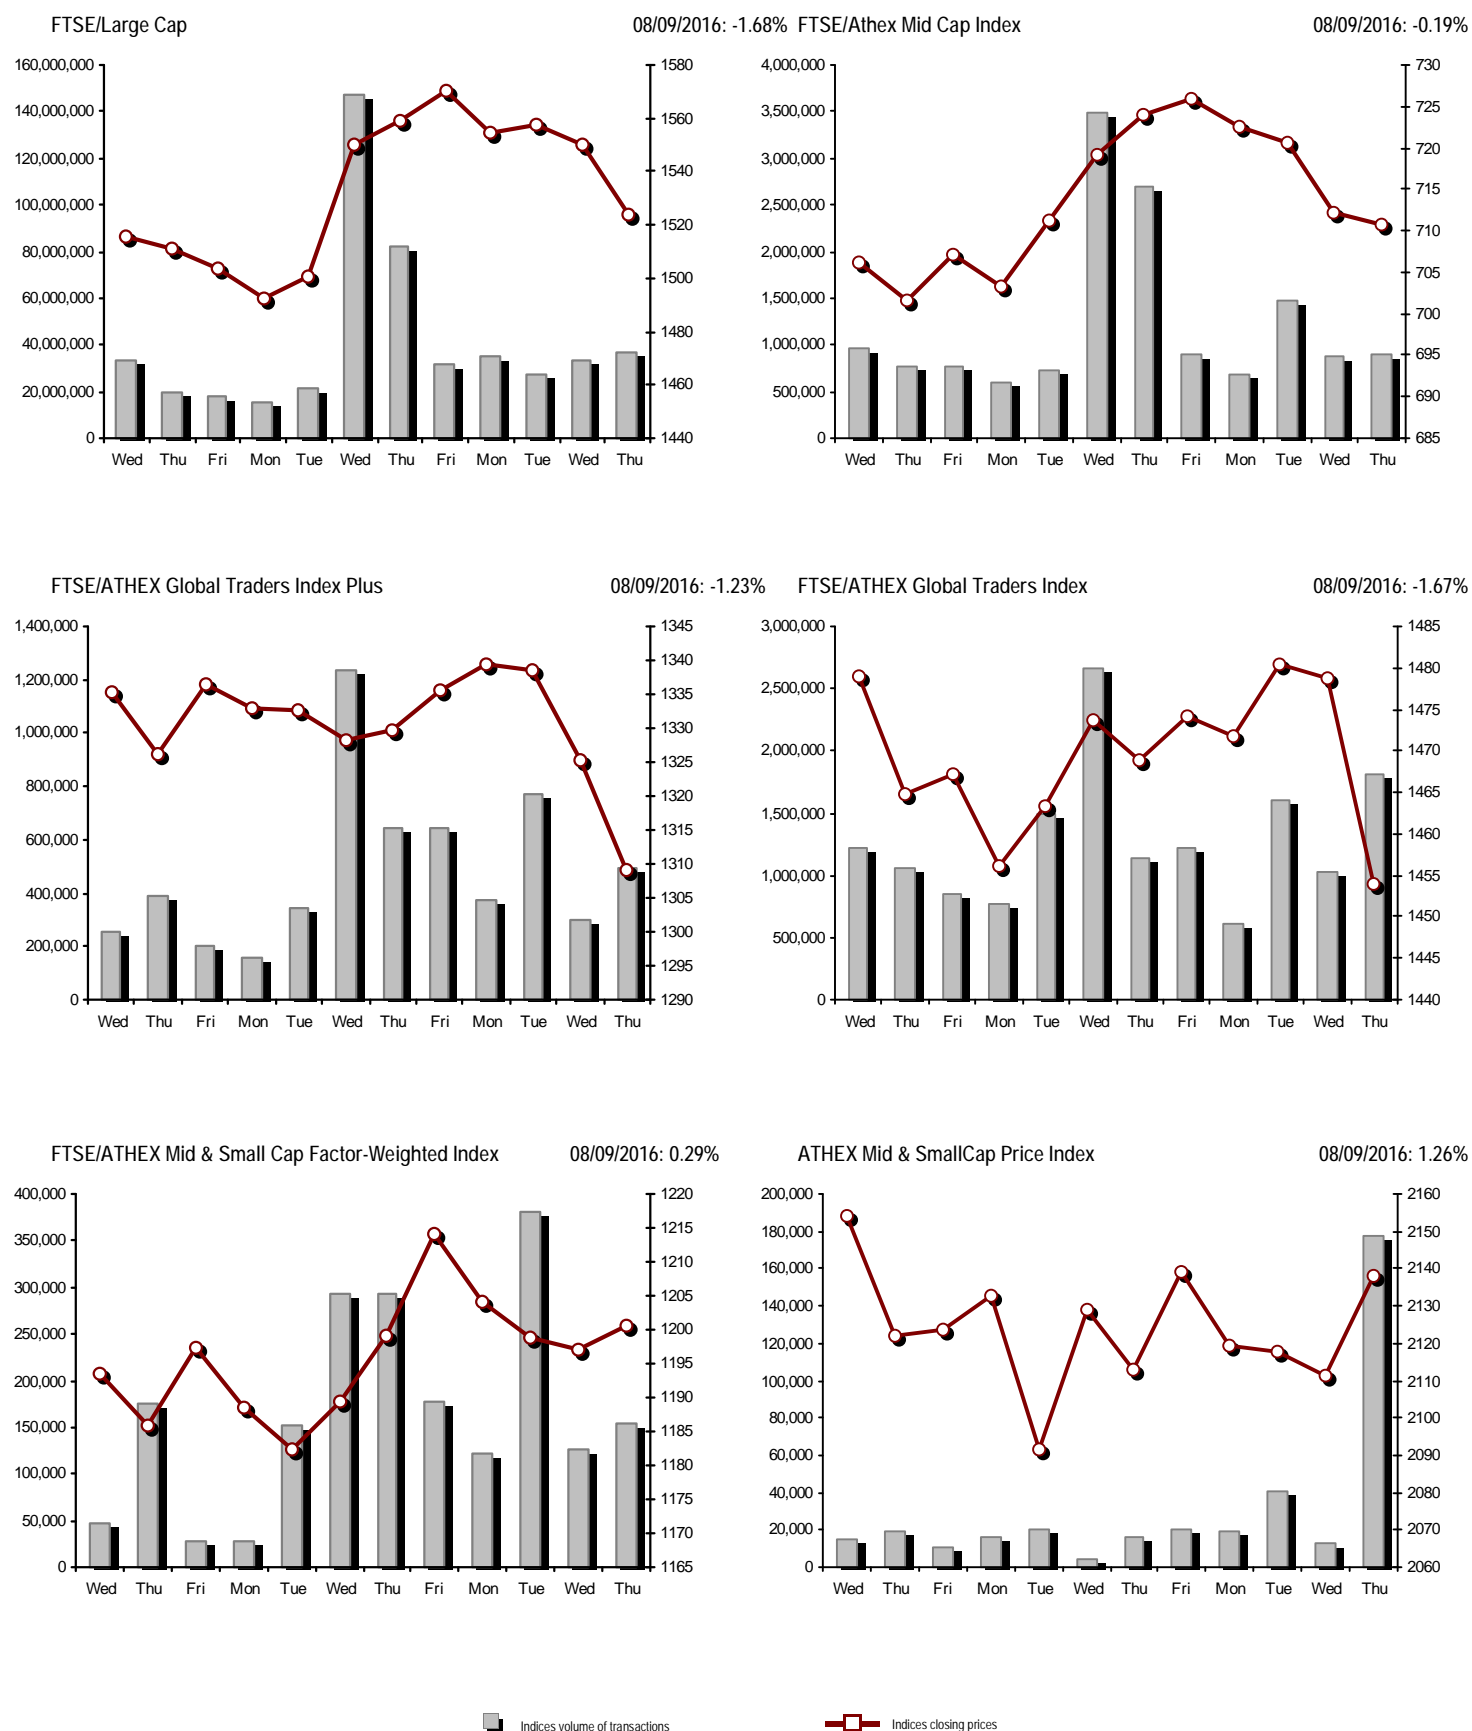 FTSE/Large Cap 08/09/2016: -1.68% FTSE/Athex Mid Cap Index 08/09/2016: -0.19%
160,000,000 1580 4,000,000 730
140,000,000 1560 3,500,000 725
120,000,000 1540 3,000,000 720
100,000,000 1520 2,500,000 715
80,000,000 1500 2,000,000 710
60,000,000 1480 1,500,000 705
40,000,000 1460 1,000,000 700
20,000,000 1440 500,000 695
0 0 690
685
Wed Thu Fri Mon Tue Wed Thu Fri Mon Tue Wed Thu Wed Thu Fri Mon Tue Wed Thu Fri Mon Tue Wed Thu
FTSE/ATHEX Global Traders Index Plus 08/09/2016: -1.23% FTSE/ATHEX Global Traders Index 08/09/2016: -1.67%
1,400,000 1345 3,000,000 1485
1,200,000 1340 2,500,000 1480
1,000,000 1335 2,000,000 1475
800,000 1330 1,500,000 1470
600,000 1325 1,000,000 1465
400,000 1320 500,000 1460
200,000 1315 0 1455
0 1310 1450
1305 1445
1300 1440
1295
1290
Wed Thu Fri Mon Tue Wed Thu Fri Mon Tue Wed Thu Wed Thu Fri Mon Tue Wed Thu Fri Mon Tue Wed Thu
FTSE/ATHEX Mid & Small Cap Factor-Weighted Index 08/09/2016: 0.29% ATHEX Mid & SmallCap Price Index 08/09/2016: 1.26%
400,000 1220 200,000 2160
350,000 1215 180,000 2150
300,000 1210 160,000 2140
250,000 1205 140,000 2130
200,000 1200 120,000 2120
150,000 1195 100,000 2110
100,000 1190 80,000 2100
50,000 1185 60,000 2090
0 1180 40,000 2080
1175 20,000 2070
1170 0 2060
1165
Wed Thu Fri Mon Tue Wed Thu Fri Mon Tue Wed Thu Wed Thu Fri Mon Tue Wed Thu Fri Mon Tue Wed Thu
Indices volume of transactions Indices closing prices